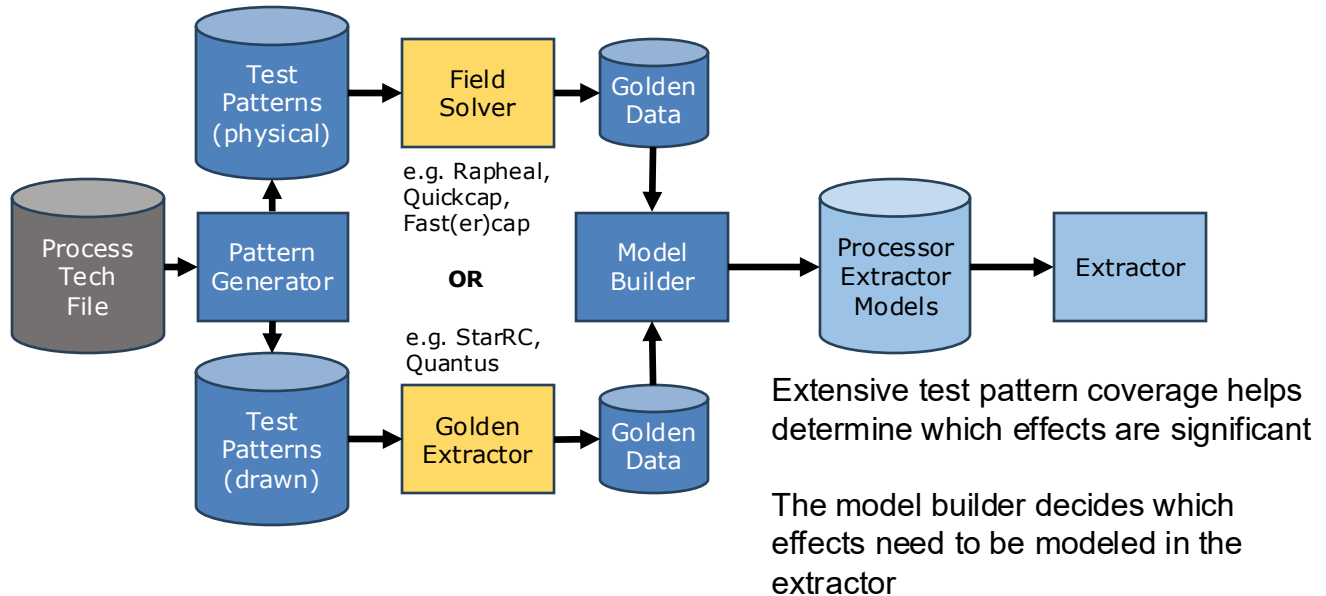 Test
Patterns
(physical)
Field
Solver
Golden
Data
e.g. Rapheal,
Quickcap,
Fast(er)cap
Process
Tech
File
Pattern
Generator
OR
Model
Builder
Processor
Extractor
Models
Extractor
e.g. StarRC,
Quantus
Test
Patterns
(drawn)
Golden
Extractor
Golden
Data
Extensive test pattern coverage helps
determine which effects are significant
The model builder decides which
effects need to be modeled in the
extractor